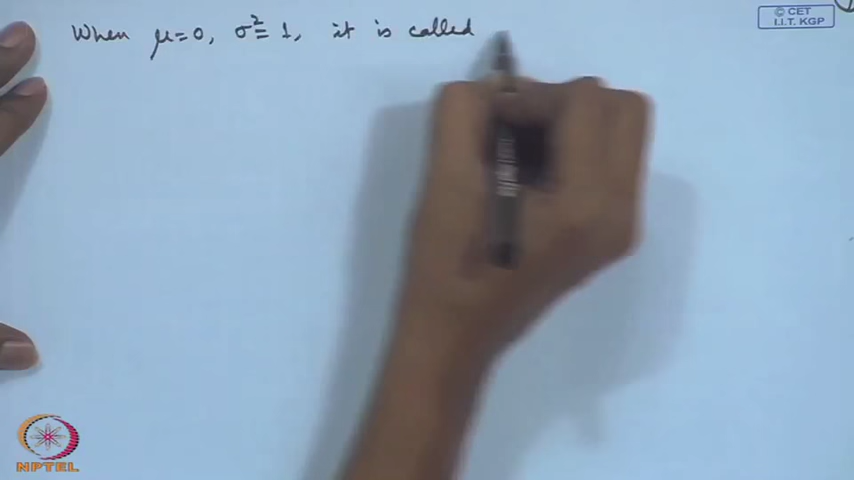 When μ=0, σ²=1, it is called
© CET
I.I.T. KGP
NPTEL